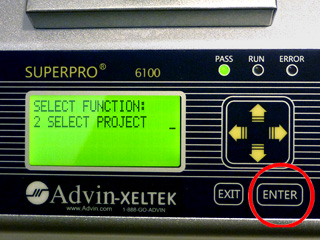 PASS RUN ERROR
SUPERPRO® 6100
SELECT FUNCTION:
2 SELECT PROJECT _
EXIT ENTER
Advin-XELTEK
www.Advin.com 1-888-GO-ADVIN